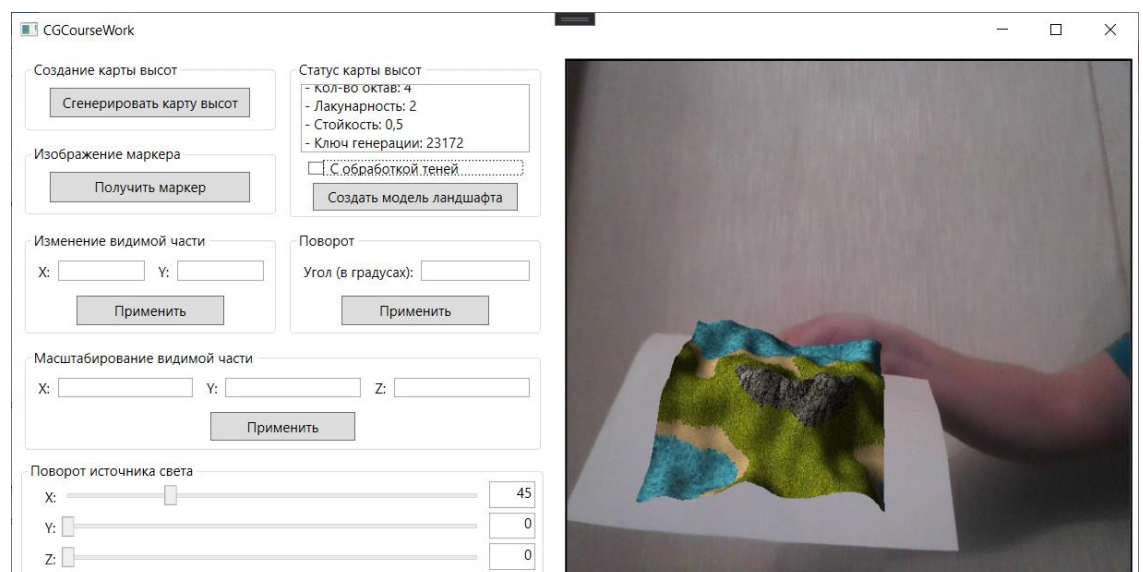 CGCourseWork
Создание карты высот
Сгенерировать карту высот
Изображение маркера
Получить маркер
Статус карты высот
- Кол-во октав: 4
- Лакунарность: 2
- Стойкость: 0,5
- Ключ генерации: 23172
С обработкой теней
Создать модель ландшафта
Изменение видимой части
X: Y:
Применить
Поворот
Угол (в градусах):
Применить
Масштабирование видимой части
X: Y: Z:
Применить
Поворот источника света
X: 45
Y: 0
Z: 0